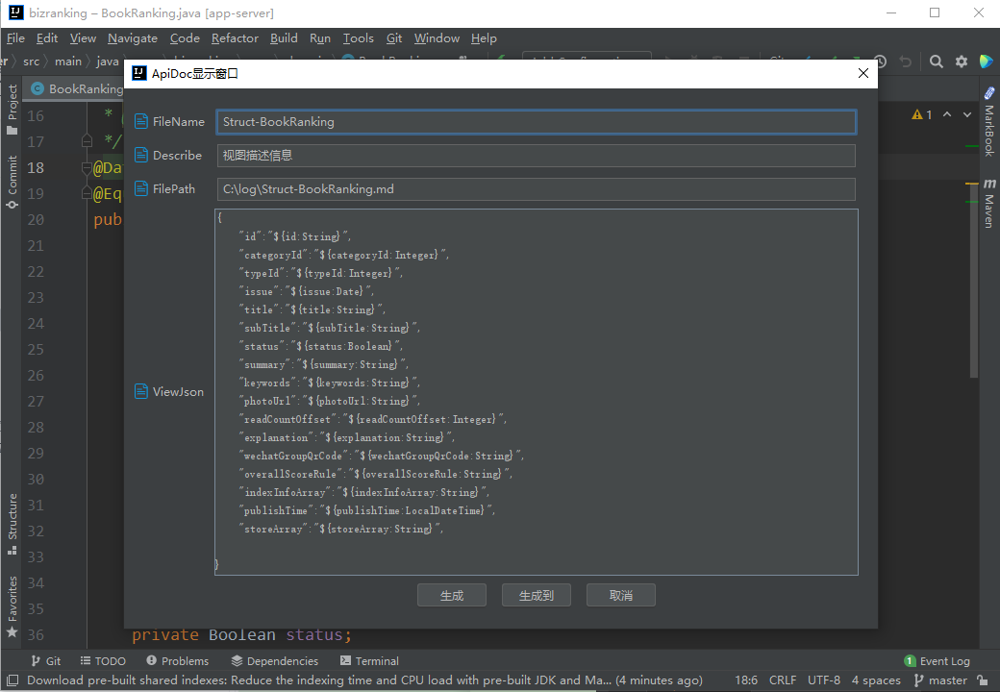 bizranking – BookRanking.java [app-server]
File Edit View Navigate Code Refactor Build Run Tools Git Window Help
src main java
ApiDoc显示窗口
Project
Commit
Structure
Favorites
BookRanking
1
MarkBook
Maven
16 *
17 */
18 @Da
19 @Eq
20 pub
21
22
23
24
25
26
27
28
29
30
31
32
33
34
35
36 private Boolean status;
FileName Struct-BookRanking
Describe 视图描述信息
FilePath C:\log\Struct-BookRanking.md
ViewJson
{
"id":"${id:String}",
"categoryId":"${categoryId:Integer}",
"typeId":"${typeId:Integer}",
"issue":"${issue:Date}",
"title":"${title:String}",
"subTitle":"${subTitle:String}",
"status":"${status:Boolean}",
"summary":"${summary:String}",
"keywords":"${keywords:String}",
"photoUrl":"${photoUrl:String}",
"readCountOffset":"${readCountOffset:Integer}",
"explanation":"${explanation:String}",
"wechatGroupQrCode":"${wechatGroupQrCode:String}",
"overallScoreRule":"${overallScoreRule:String}",
"indexInfoArray":"${indexInfoArray:String}",
"publishTime":"${publishTime:LocalDateTime}",
"storeArray":"${storeArray:String}",
}
生成 生成到 取消
Git TODO Problems Dependencies Terminal 1 Event Log
Download pre-built shared indexes: Reduce the indexing time and CPU load with pre-built JDK and Ma... (4 minutes ago) 18:6 CRLF UTF-8 4 spaces master